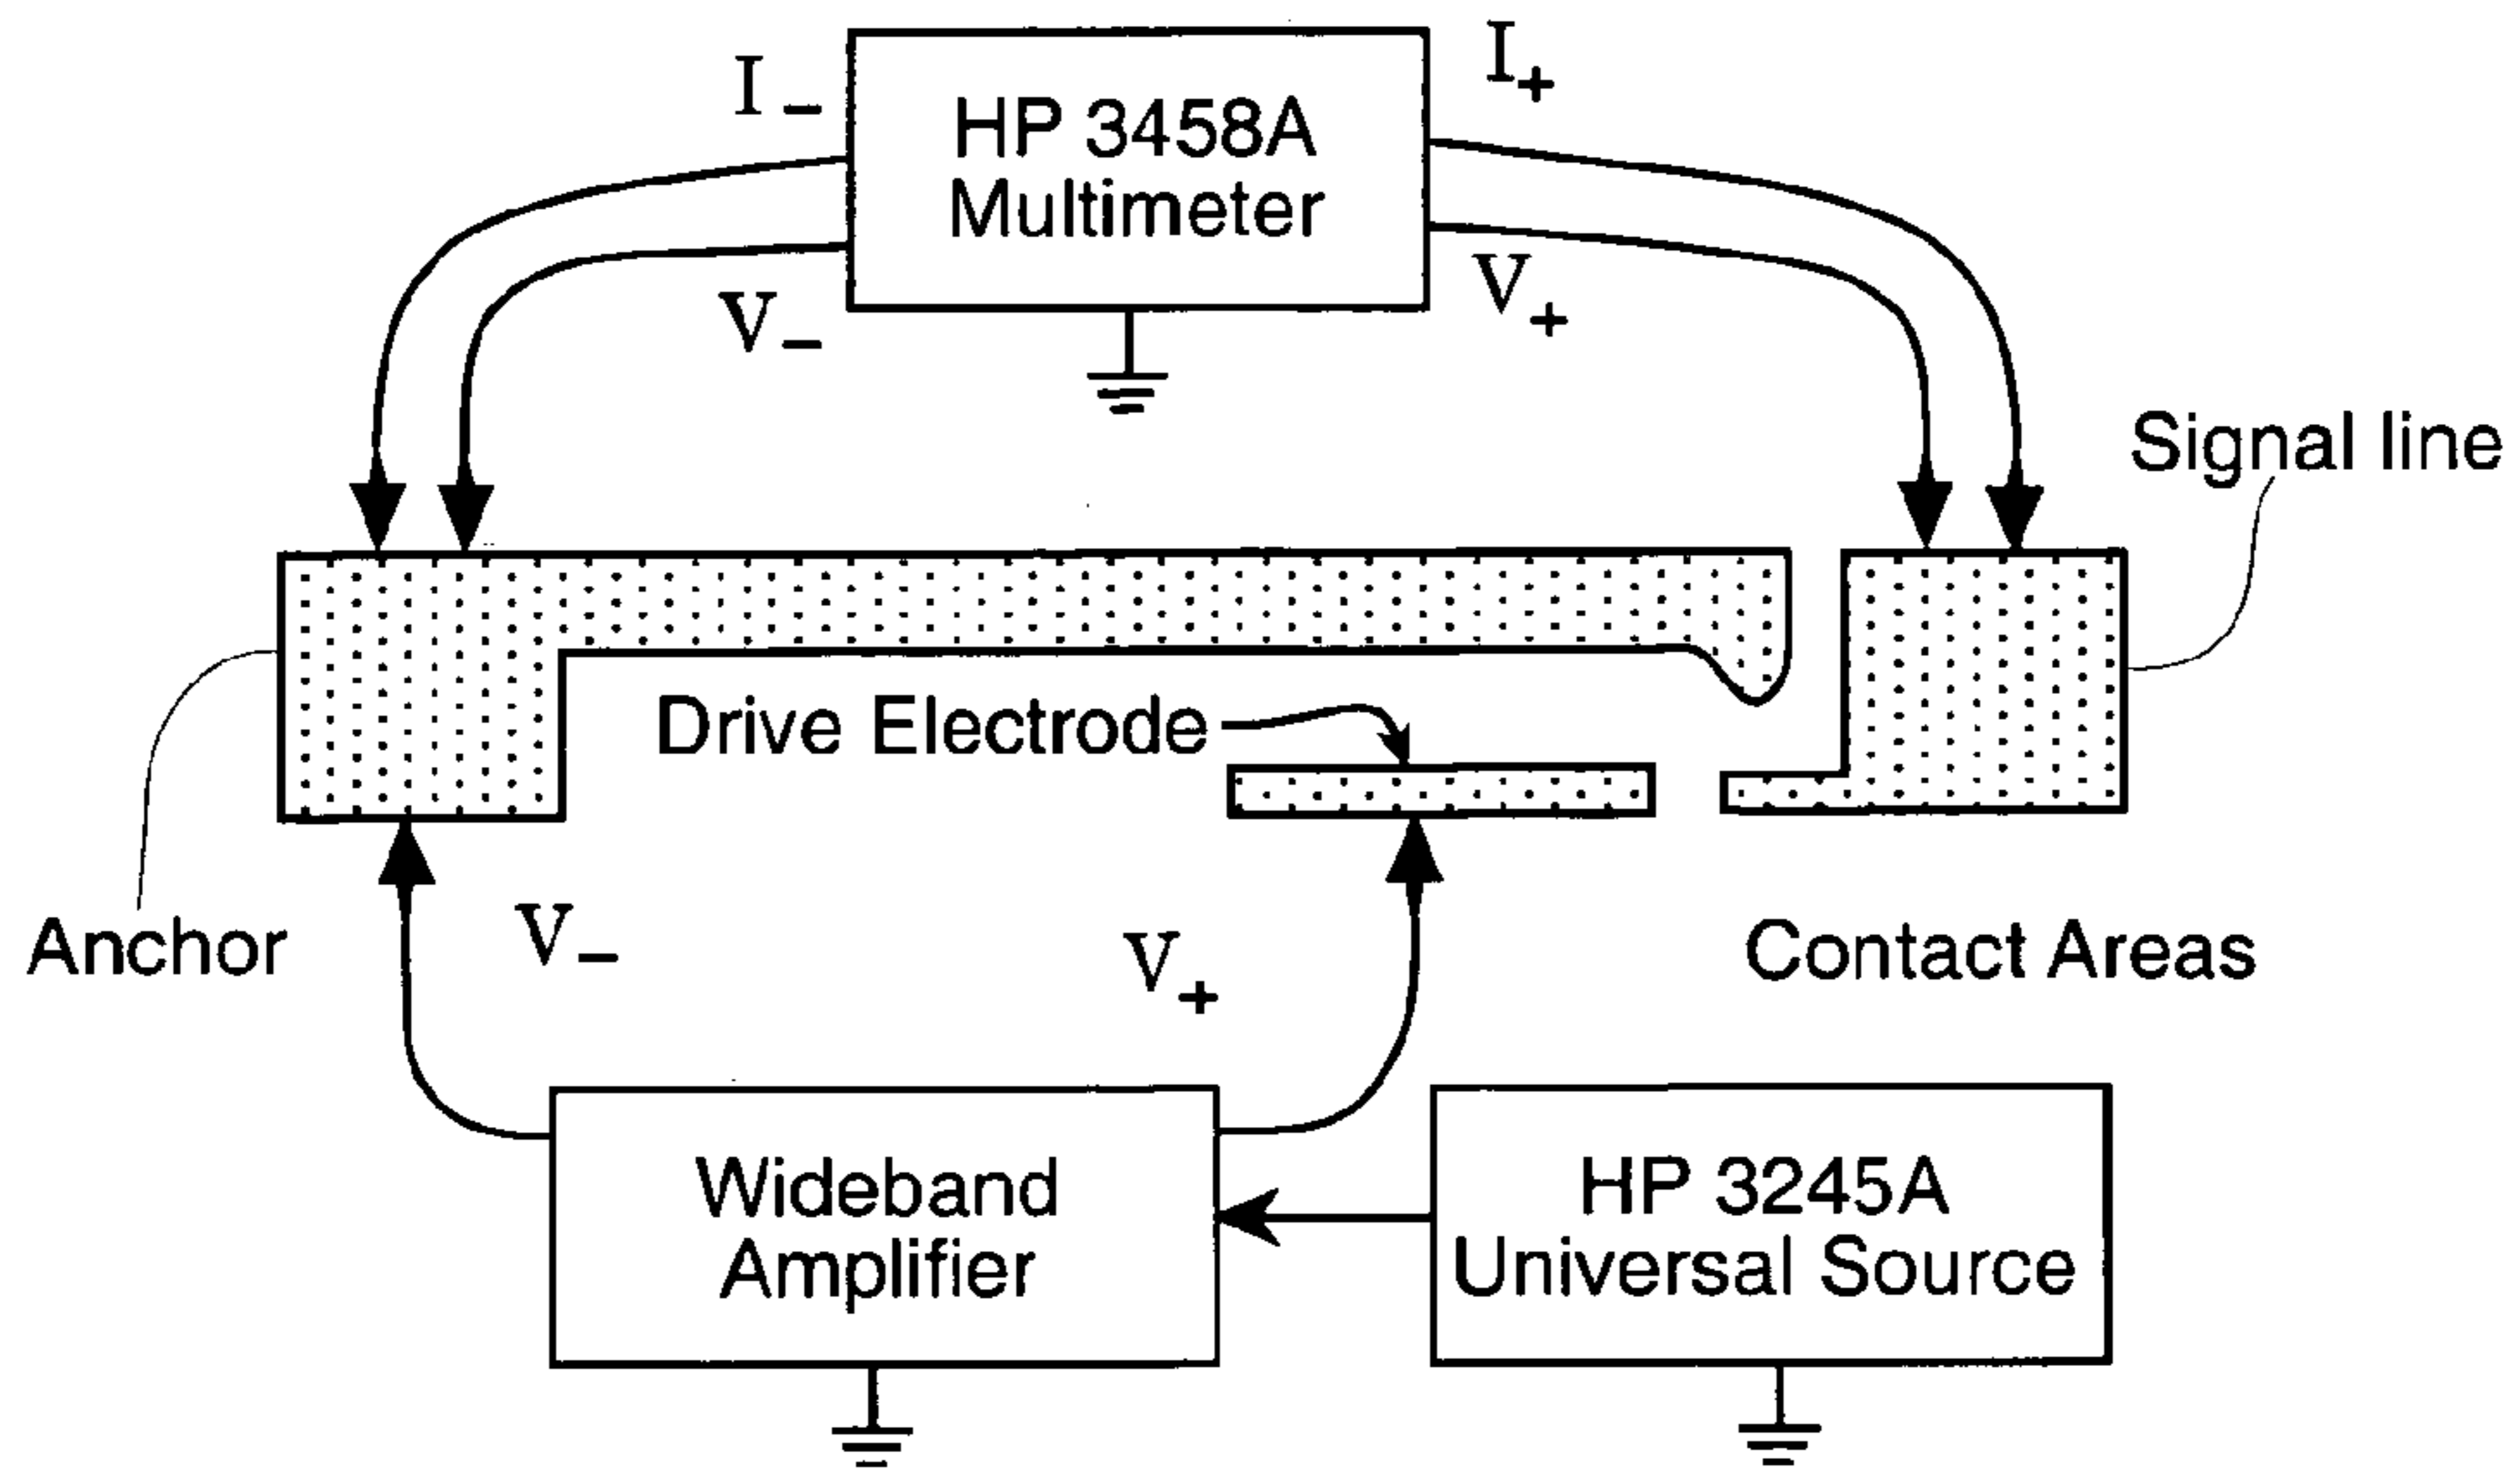 I-
I+
HP 3458A
Multimeter
V-
V+
Signal line
Drive Electrode
Anchor
V-
V+
Contact Areas
Wideband
Amplifier
HP 3245A
Universal Source